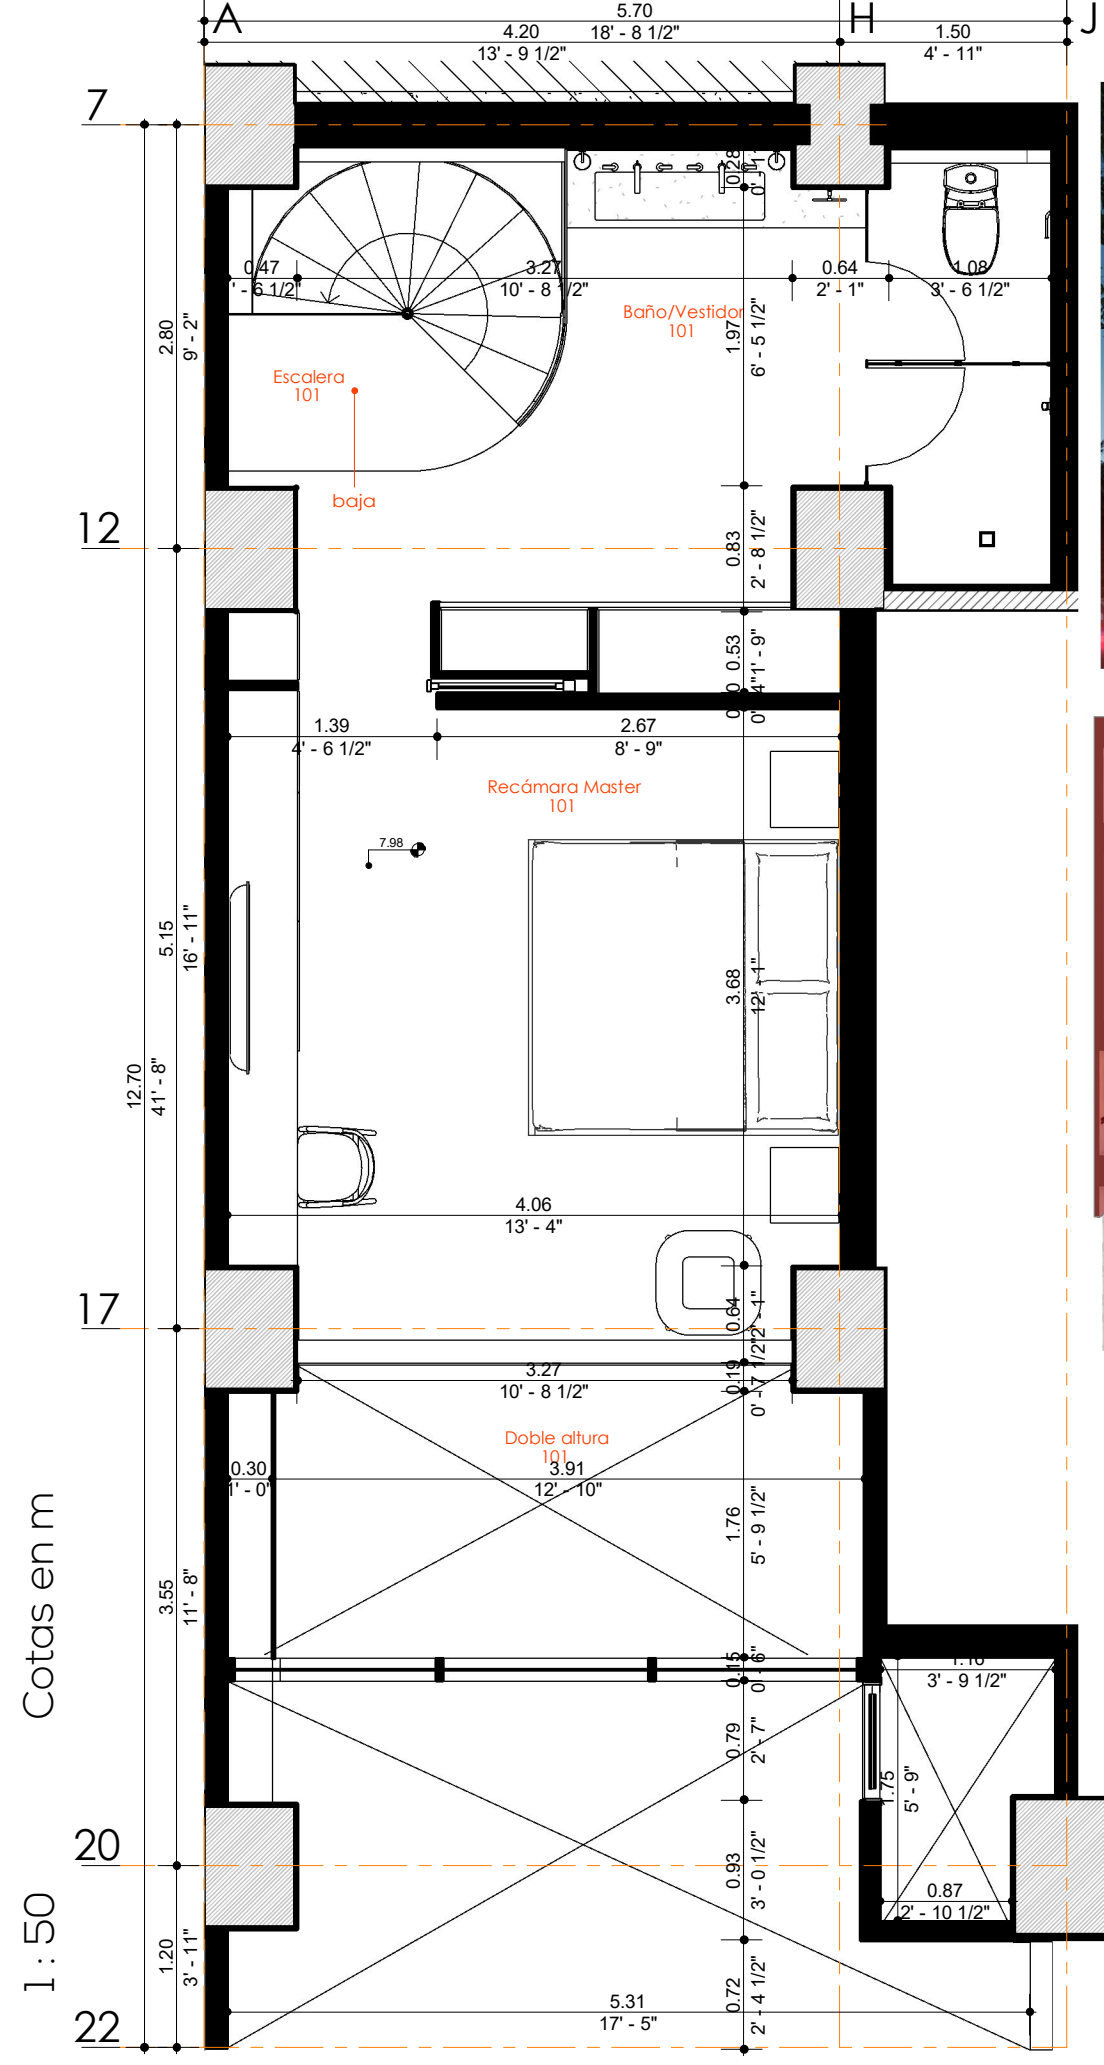 A
5.70
H
J
4.20
18' - 8 1/2"
1.50
13' - 9 1/2"
4' - 11"
7
0.28
0' - 1
0.47
3.27
0.64
1.08
' - 6 1/2"
10' - 8 1/2"
2' - 1"
3' - 6 1/2"
Baño/Vestidor
101
1.97
6' - 5 1/2"
2.80
9' - 2"
Escalera
101
baja
12
0.83
2' - 8 1/2"
0.53
1' - 9"
1.39
2.67
4' - 6 1/2"
8' - 9"
Recámara Master
101
7.98
5.15
16' - 11"
3.68
12' - 1"
12.70
41' - 8"
4.06
13' - 4"
17
0.64
2' - 1"
0.19
0' - 7 1/2"
3.27
10' - 8 1/2"
Doble altura
101
0.30
3.91
1' - 0"
12' - 10"
1.76
5' - 9 1/2"
3.55
11' - 8"
Cotas en m
0.15
0' - 6"
3' - 9 1/2"
0.79
2' - 7"
1.75
5' - 9"
20
0.93
3' - 0 1/2"
0.87
2' - 10 1/2"
1 : 50
1.20
3' - 11"
0.72
2' - 4 1/2"
5.31
17' - 5"
22